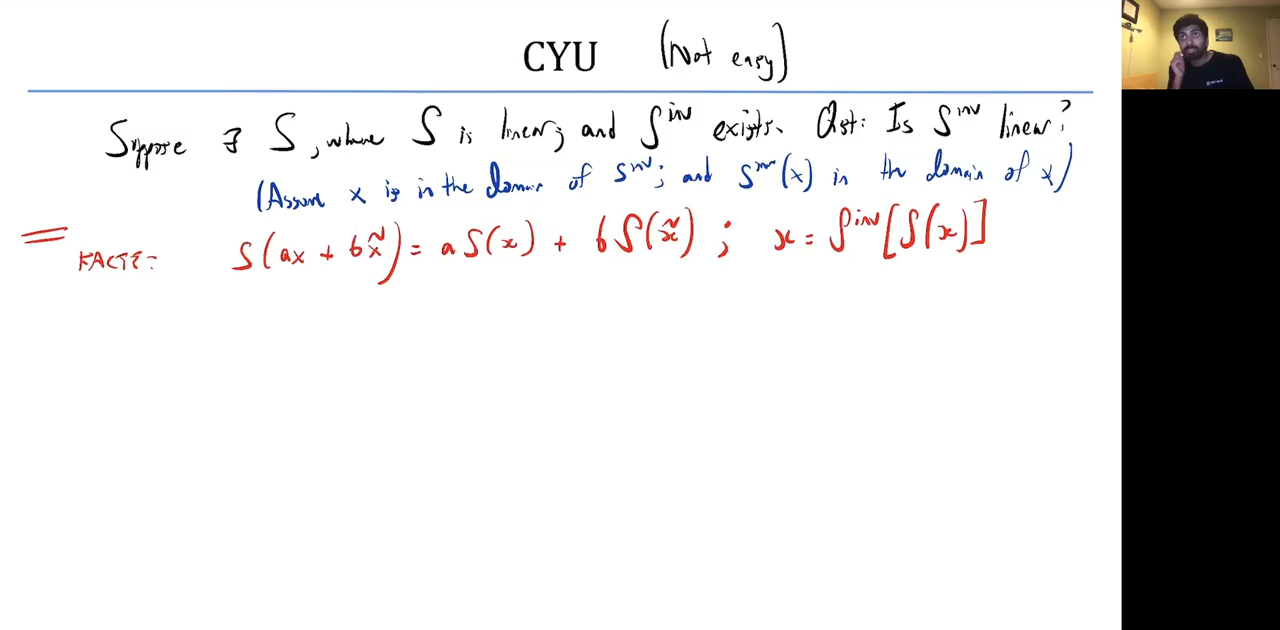 CYU (Not easy)
Suppose ∃ S, where S is linear; and S^inv exists. Qst: Is S^inv linear?
(Assume x is in the domain of S^inv; and S^inv(x) in the domain of x)
FACTS: S(ax + bx̃) = aS(x) + bS(x̃) ; x = S^inv[S(x)]